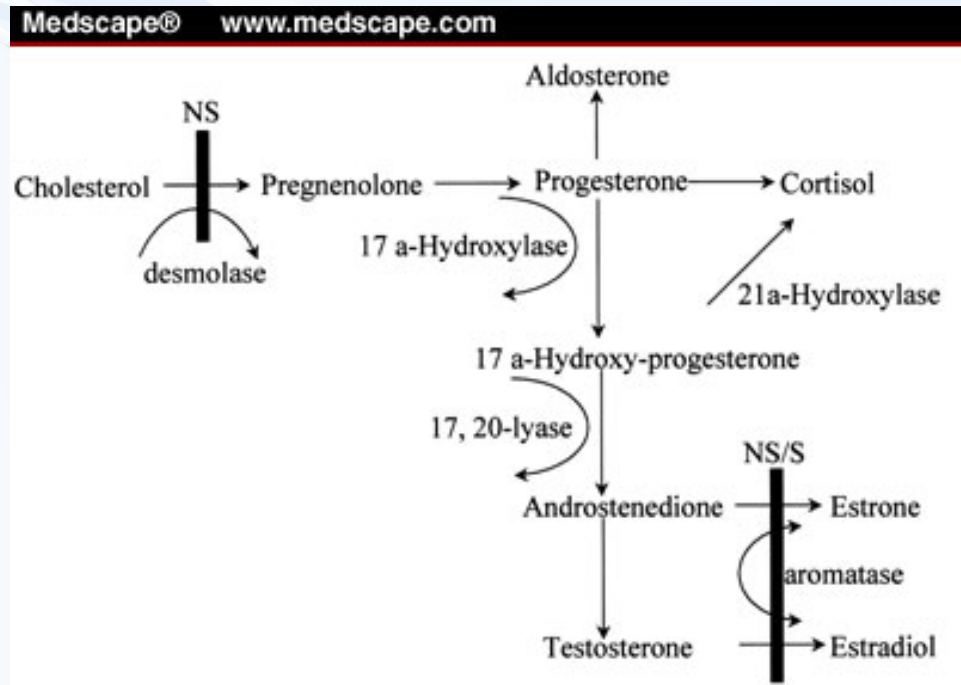 Medscape® www.medscape.com
Aldosterone
NS
Cholesterol
Pregnenolone
Progesterone
Cortisol
desmolase
17 a-Hydroxylase
21a-Hydroxylase
17 a-Hydroxy-progesterone
17, 20-lyase
NS/S
Androstenedione
Estrone
aromatase
Testosterone
Estradiol